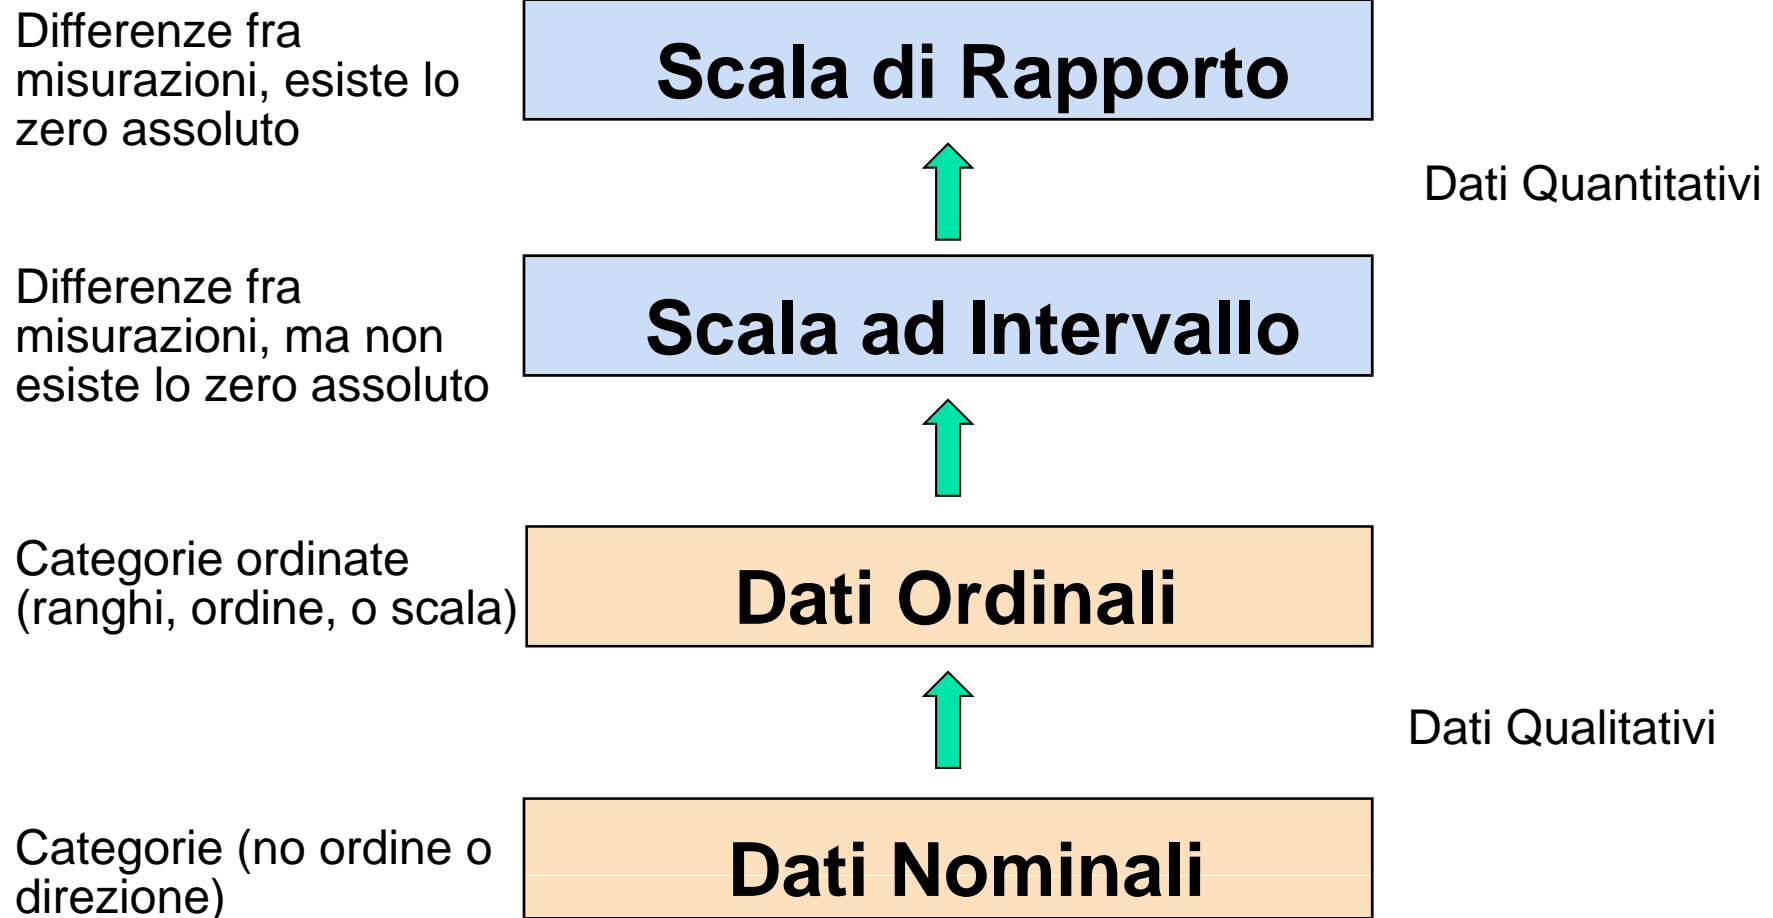 Differenze fra
misurazioni, esiste lo
zero assoluto
Scala di Rapporto
Dati Quantitativi
Differenze fra
misurazioni, ma non
esiste lo zero assoluto
Scala ad Intervallo
Categorie ordinate
(ranghi, ordine, o scala)
Dati Ordinali
Dati Qualitativi
Categorie (no ordine o
direzione)
Dati Nominali